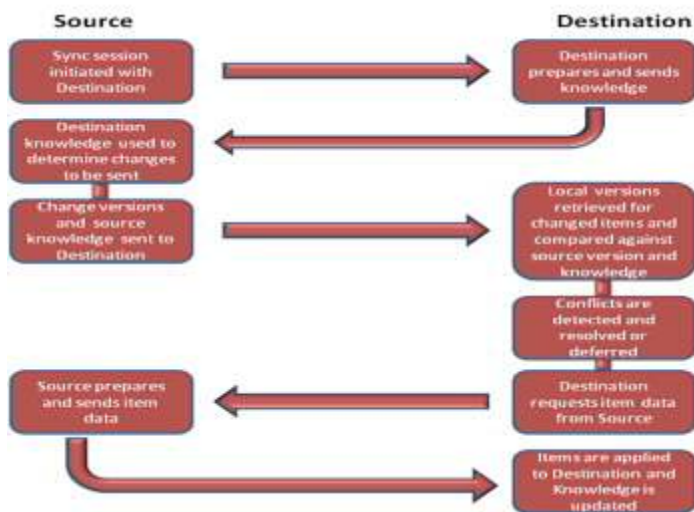 Source
Destination
Sync session
initiated with
Destination
Destination
prepares and sends
knowledge
Destination
knowledge used to
determine changes
to be sent
Change versions
and source
knowledge sent to
Destination
Local versions
retrieved for
changed items and
compared against
source version and
knowledge
Conflicts are
detected and
resolved or
deferred
Destination
requests item data
from Source
Source prepares
and sends item
data
Items are applied
to Destination and
Knowledge is
updated